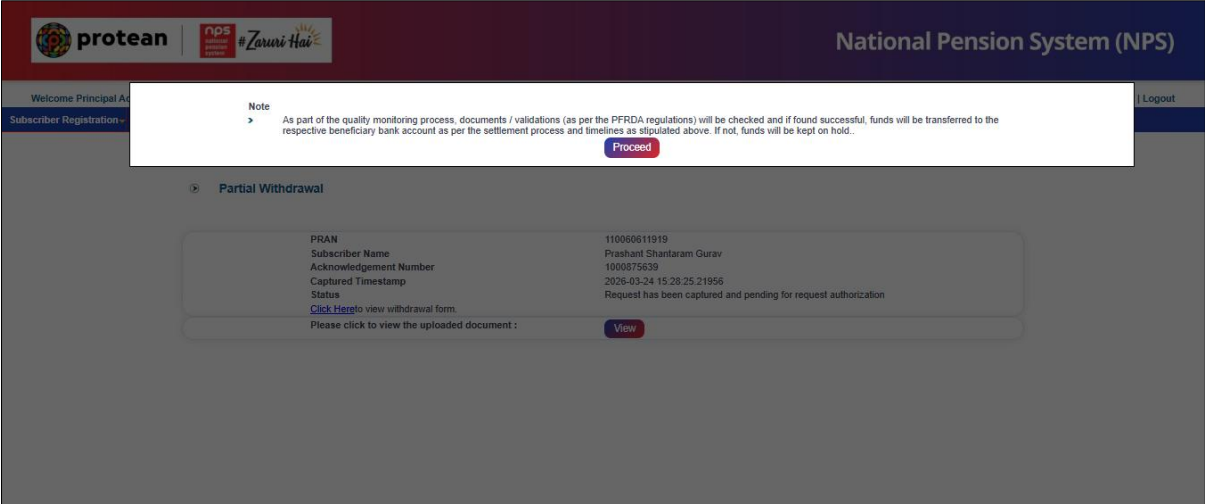 protean
nps
national
pension
system
#Zaruri Hai
National Pension System (NPS)
Welcome Principal Ac
| Logout
Subscriber Registration
Note
As part of the quality monitoring process, documents / validations (as per the PFRDA regulations) will be checked and if found successful, funds will be transferred to the
respective beneficiary bank account as per the settlement process and timelines as stipulated above. If not, funds will be kept on hold..
Proceed
Partial Withdrawal
PRAN 110060611919
Subscriber Name Prashant Shantaram Gurav
Acknowledgement Number 1000875639
Captured Timestamp 2026-03-24 15:28:25.21956
Status Request has been captured and pending for request authorization
Click Hereto view withdrawal form.
Please click to view the uploaded document : View